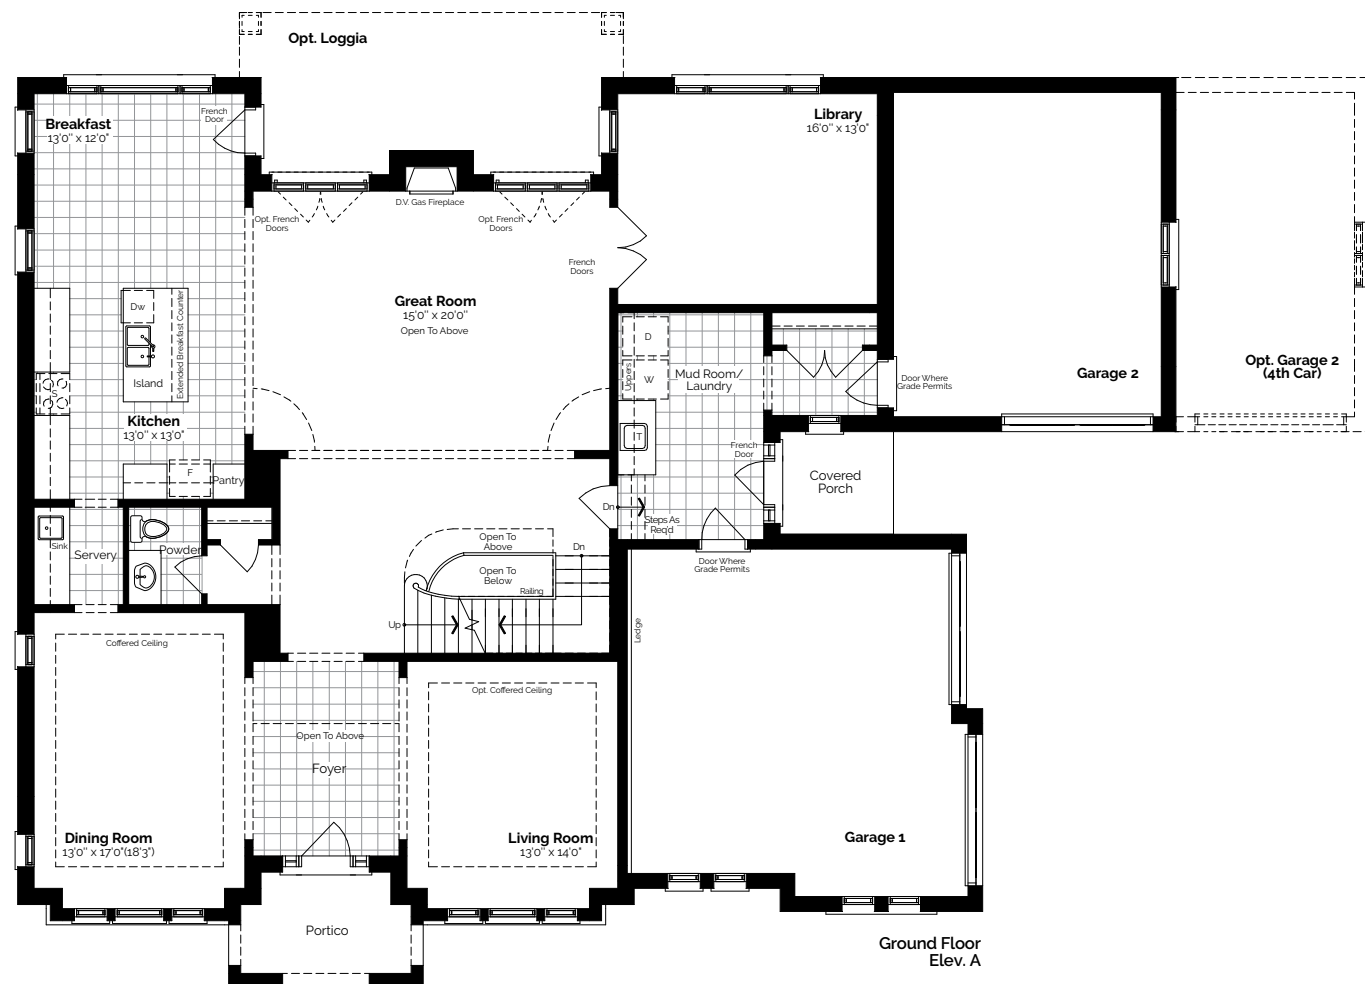 Opt. Loggia
Breakfast
13'0" x 12'0"
French
Door
Library
16'0" x 13'0"
D.V. Gas Fireplace
Opt. French
Doors
Opt. French
Doors
French
Doors
Great Room
15'0" x 20'0"
Open To Above
Dw
Island
Extended Breakfast Counter
S
Kitchen
13'0" x 13'0"
F
Pantry
D
W
Uppers
Mud Room/
Laundry
LT
French
Door
Dn
Steps As
Req'd
Door Where
Grade Permits
Garage 2
Opt. Garage 2
(4th Car)
Covered
Porch
Door Where
Grade Permits
Sink
Servery
Powder
Open To
Above
Dn
Open To
Below
Railing
Up
Ledge
Coffered Ceiling
Opt. Coffered Ceiling
Open To Above
Foyer
Dining Room
13'0" x 17'0"(18'3")
Living Room
13'0" x 14'0"
Garage 1
Portico
Ground Floor
Elev. A